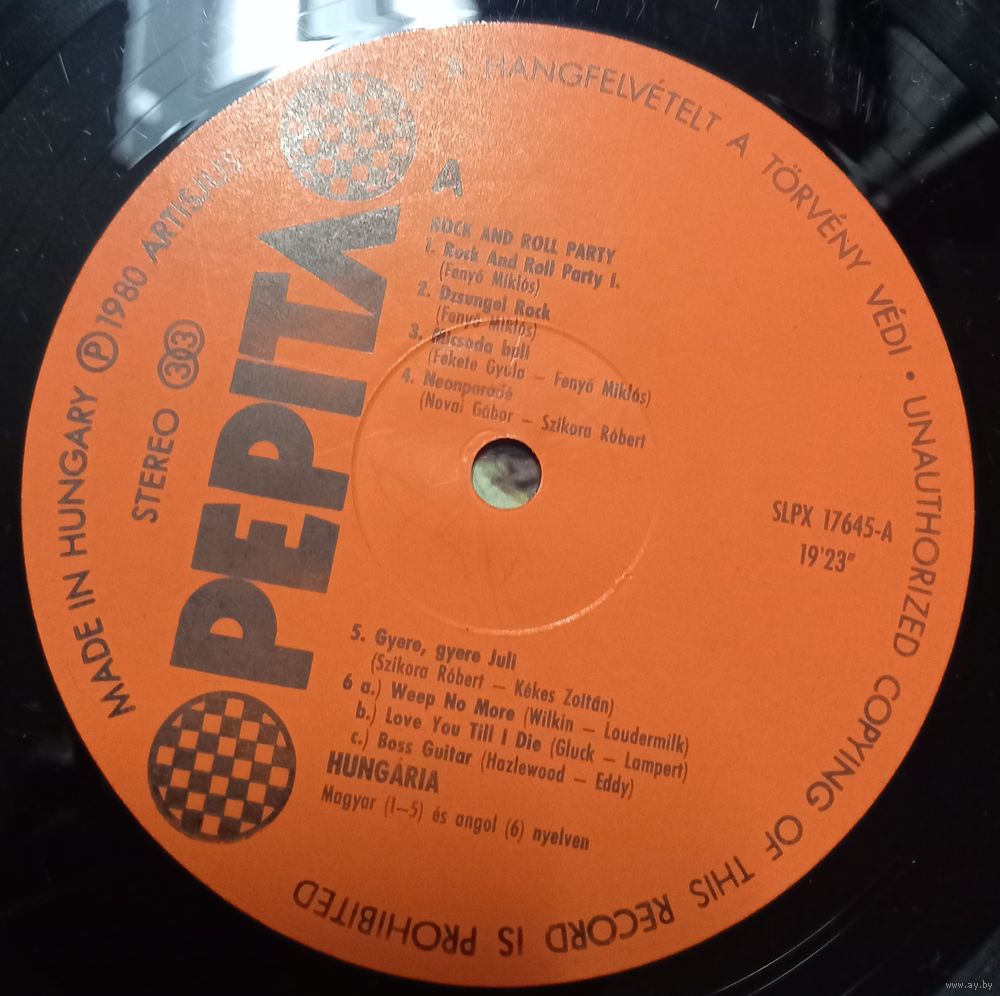 A HANGFELVÉTELT A TÖRVÉNY VÉDI • UNAUTHORIZED COPYING OF THIS RECORD IS PROHIBITED
MADE IN HUNGARY Ⓟ 1980 ARTISJUS
STEREO 303
PEPITA
A
ROCK AND ROLL PARTY
1. Rock And Roll Party I.
(Fenyő Miklós)
2. Dzsungel Rock
(Fenyő Miklós)
3. Micsoda buli
(Fekete Gyula – Fenyő Miklós)
4. Neonparádé
(Novai Gábor – Szikora Róbert
SLPX 17645-A
19'23"
5. Gyere, gyere Juli
(Szikora Róbert – Kékes Zoltán)
6 a.) Weep No More (Wilkin – Loudermilk)
b.) Love You Till I Die (Gluck – Lampert)
c.) Boss Guitar (Hazlewood – Eddy)
HUNGÁRIA
Magyar (1–5) és angol (6) nyelven
www.ay.by